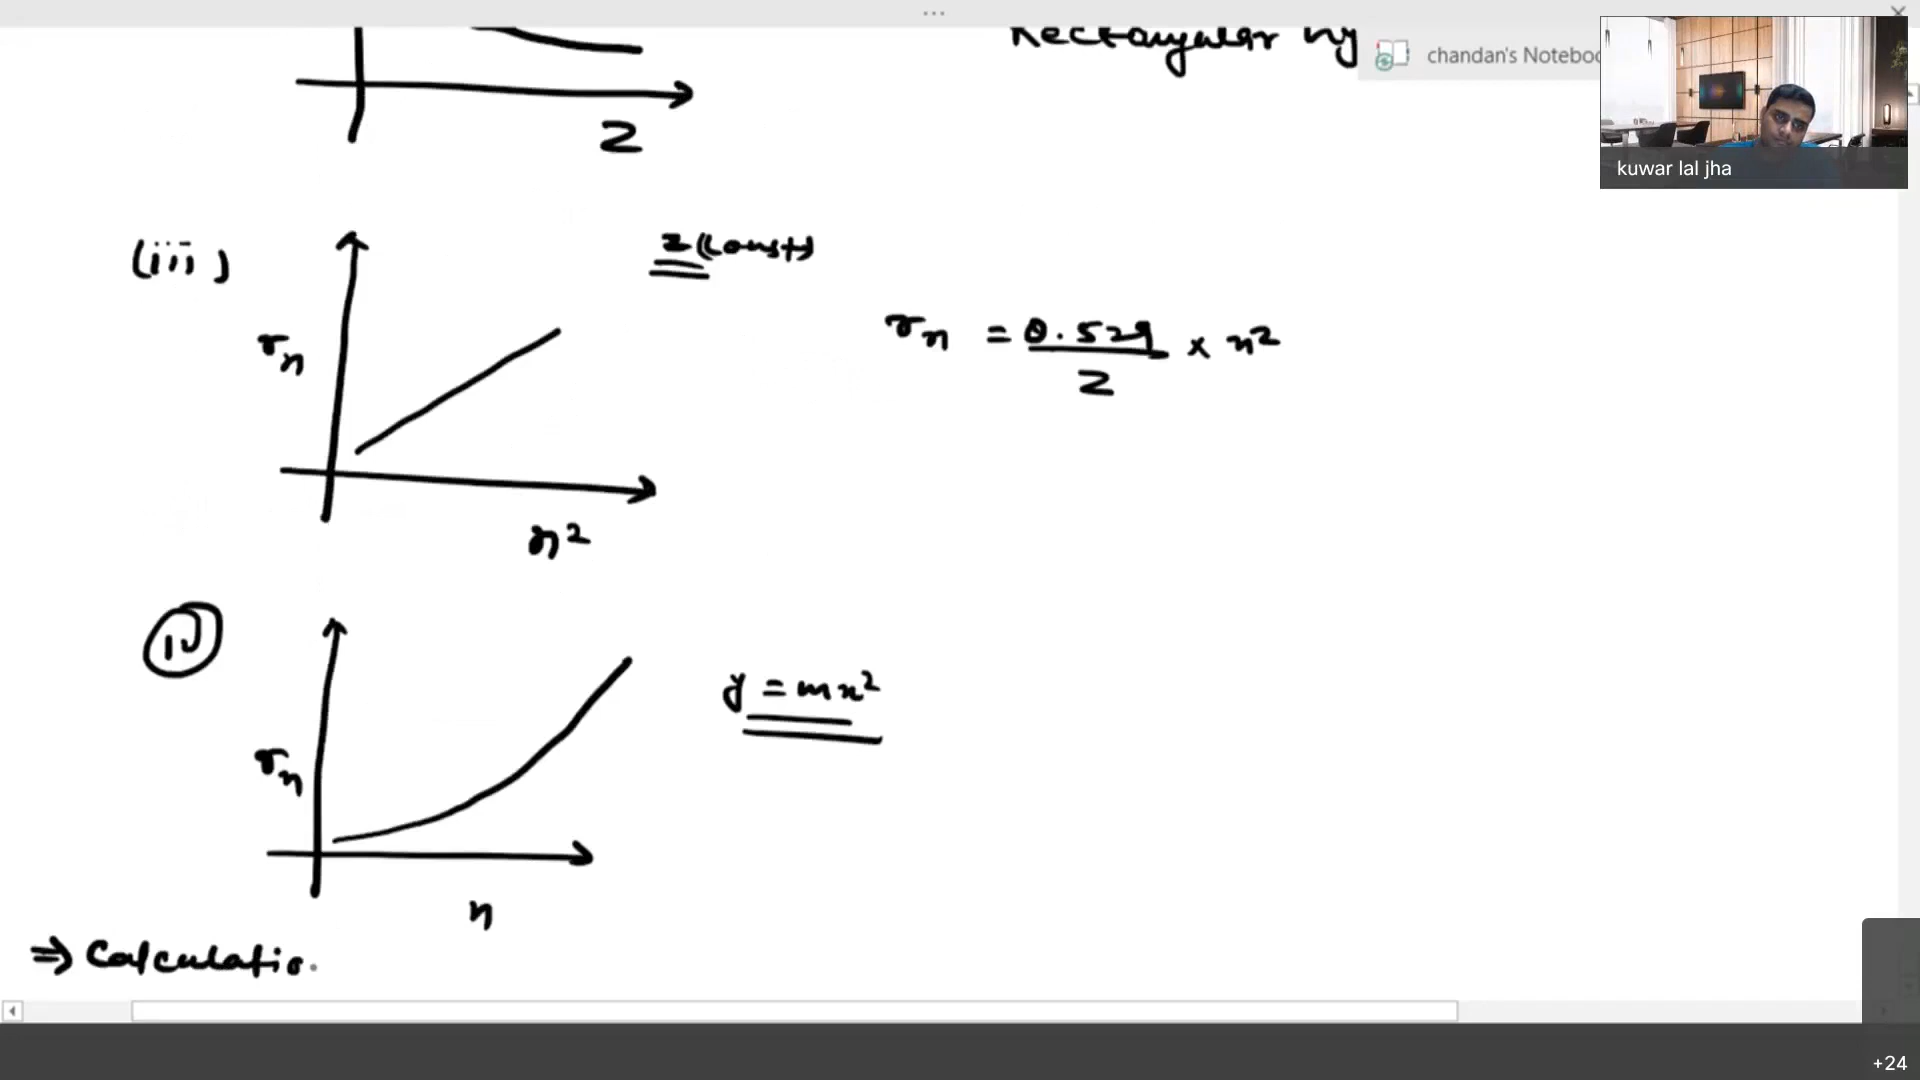 Rectangular hy
chandan's Noteboo
kuwar lal jha
Z
(iii)
z (const)
rn
rn = 0.529/Z × n²
n²
iv
y = mx²
rn
n
⇒ Calculatio
+24